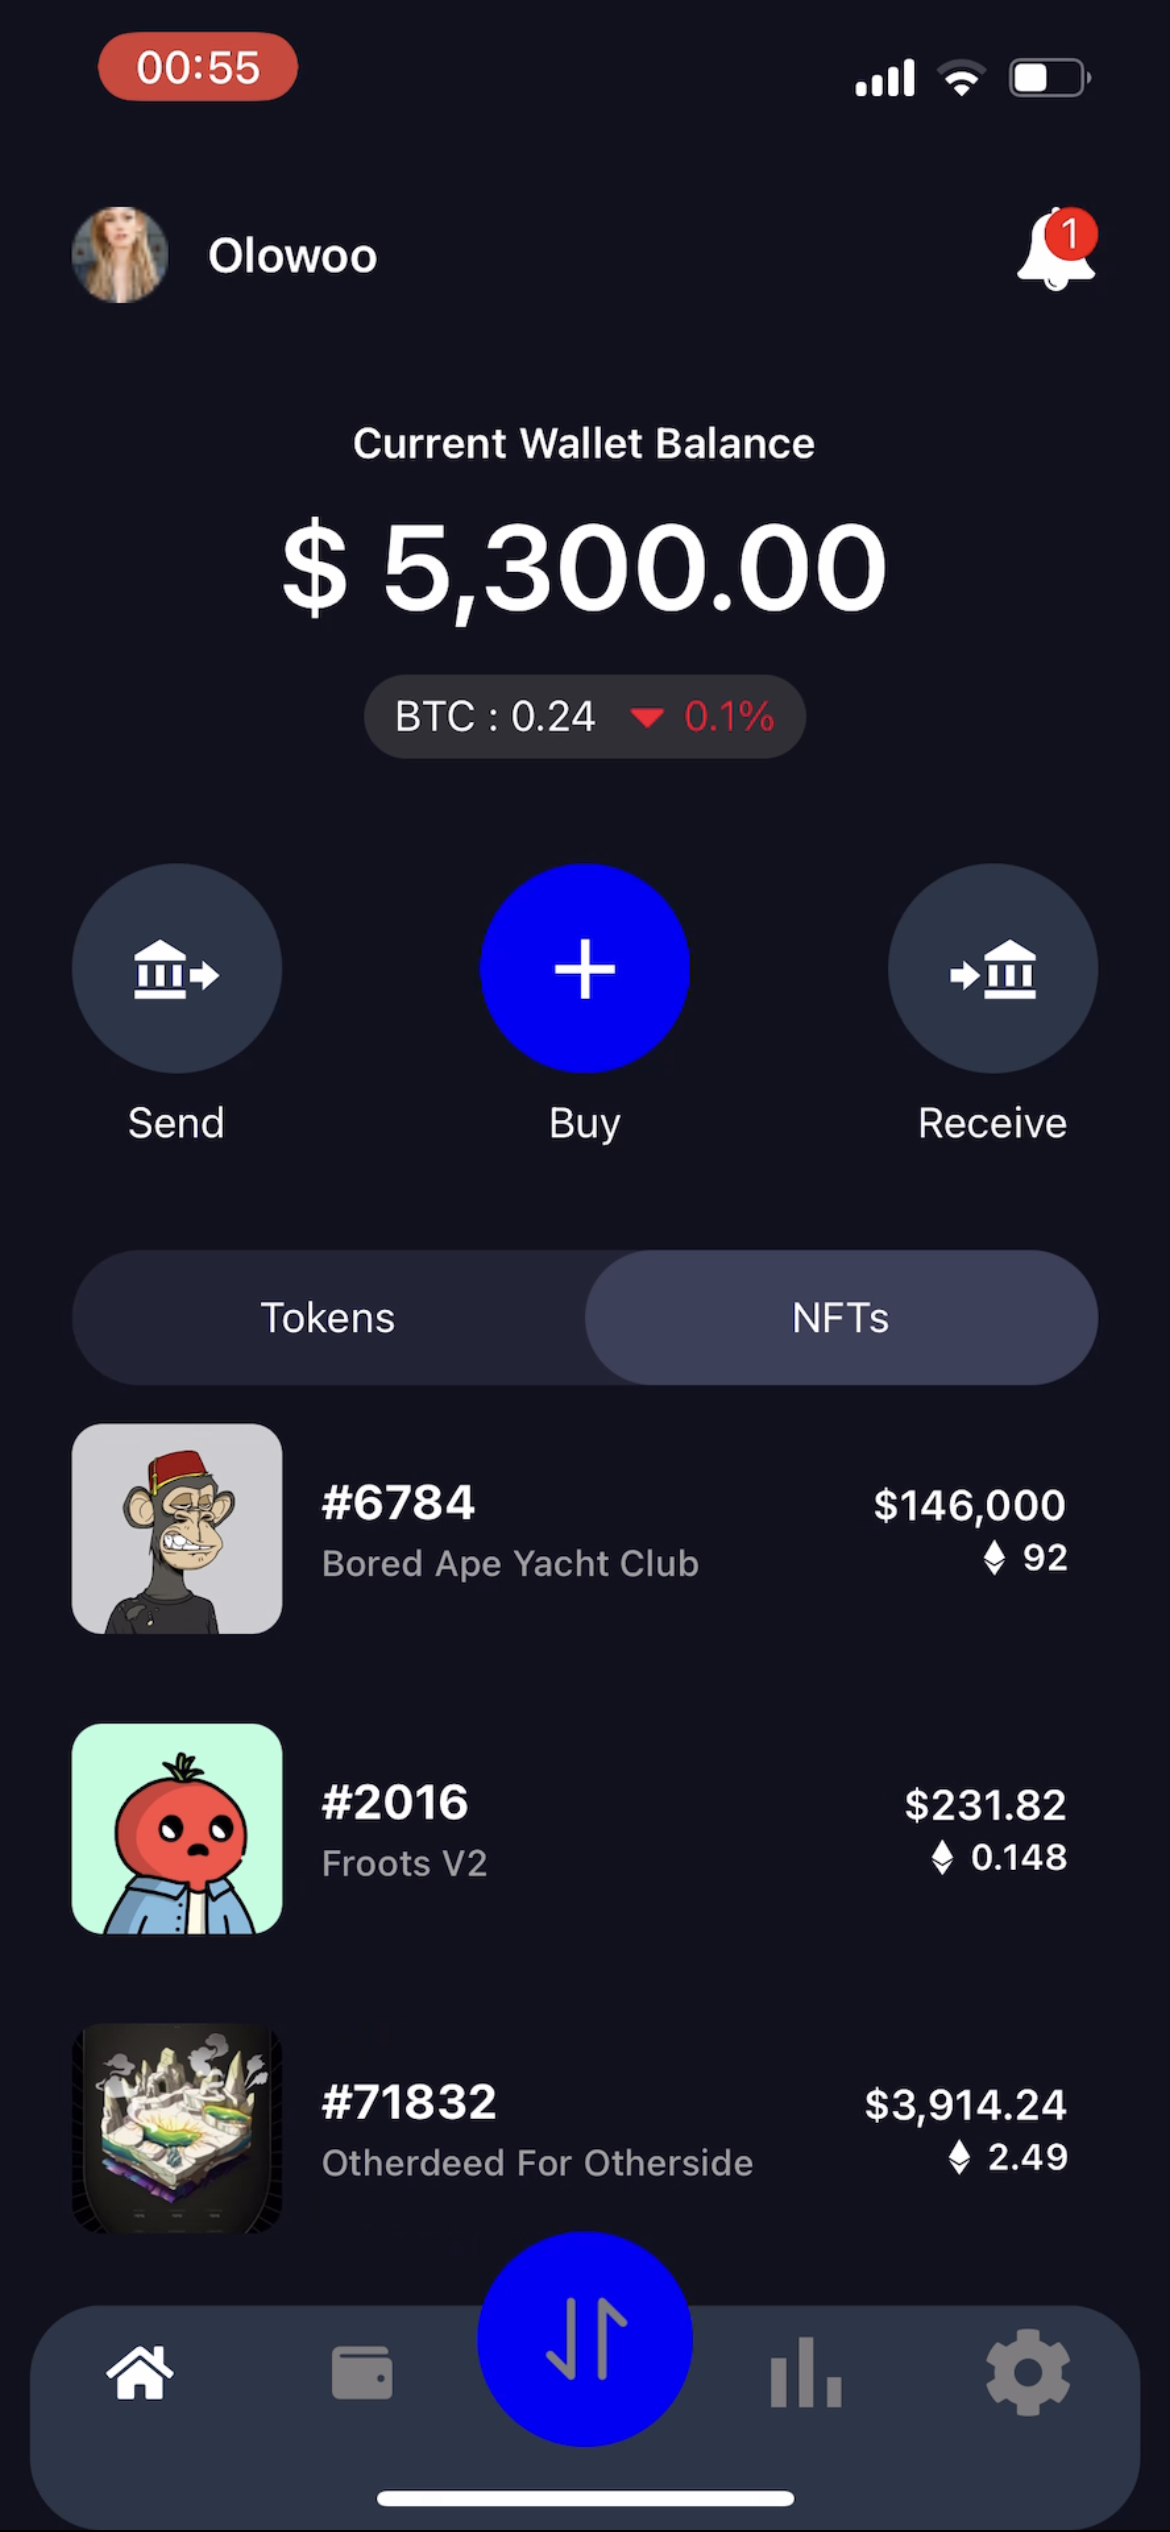 00:55
Olowoo
1
Current Wallet Balance
$ 5,300.00
BTC : 0.24 0.1%
Send Buy Receive
Tokens NFTs
#6784 $146,000
Bored Ape Yacht Club 92
#2016 $231.82
Froots V2 0.148
#71832 $3,914.24
Otherdeed For Otherside 2.49